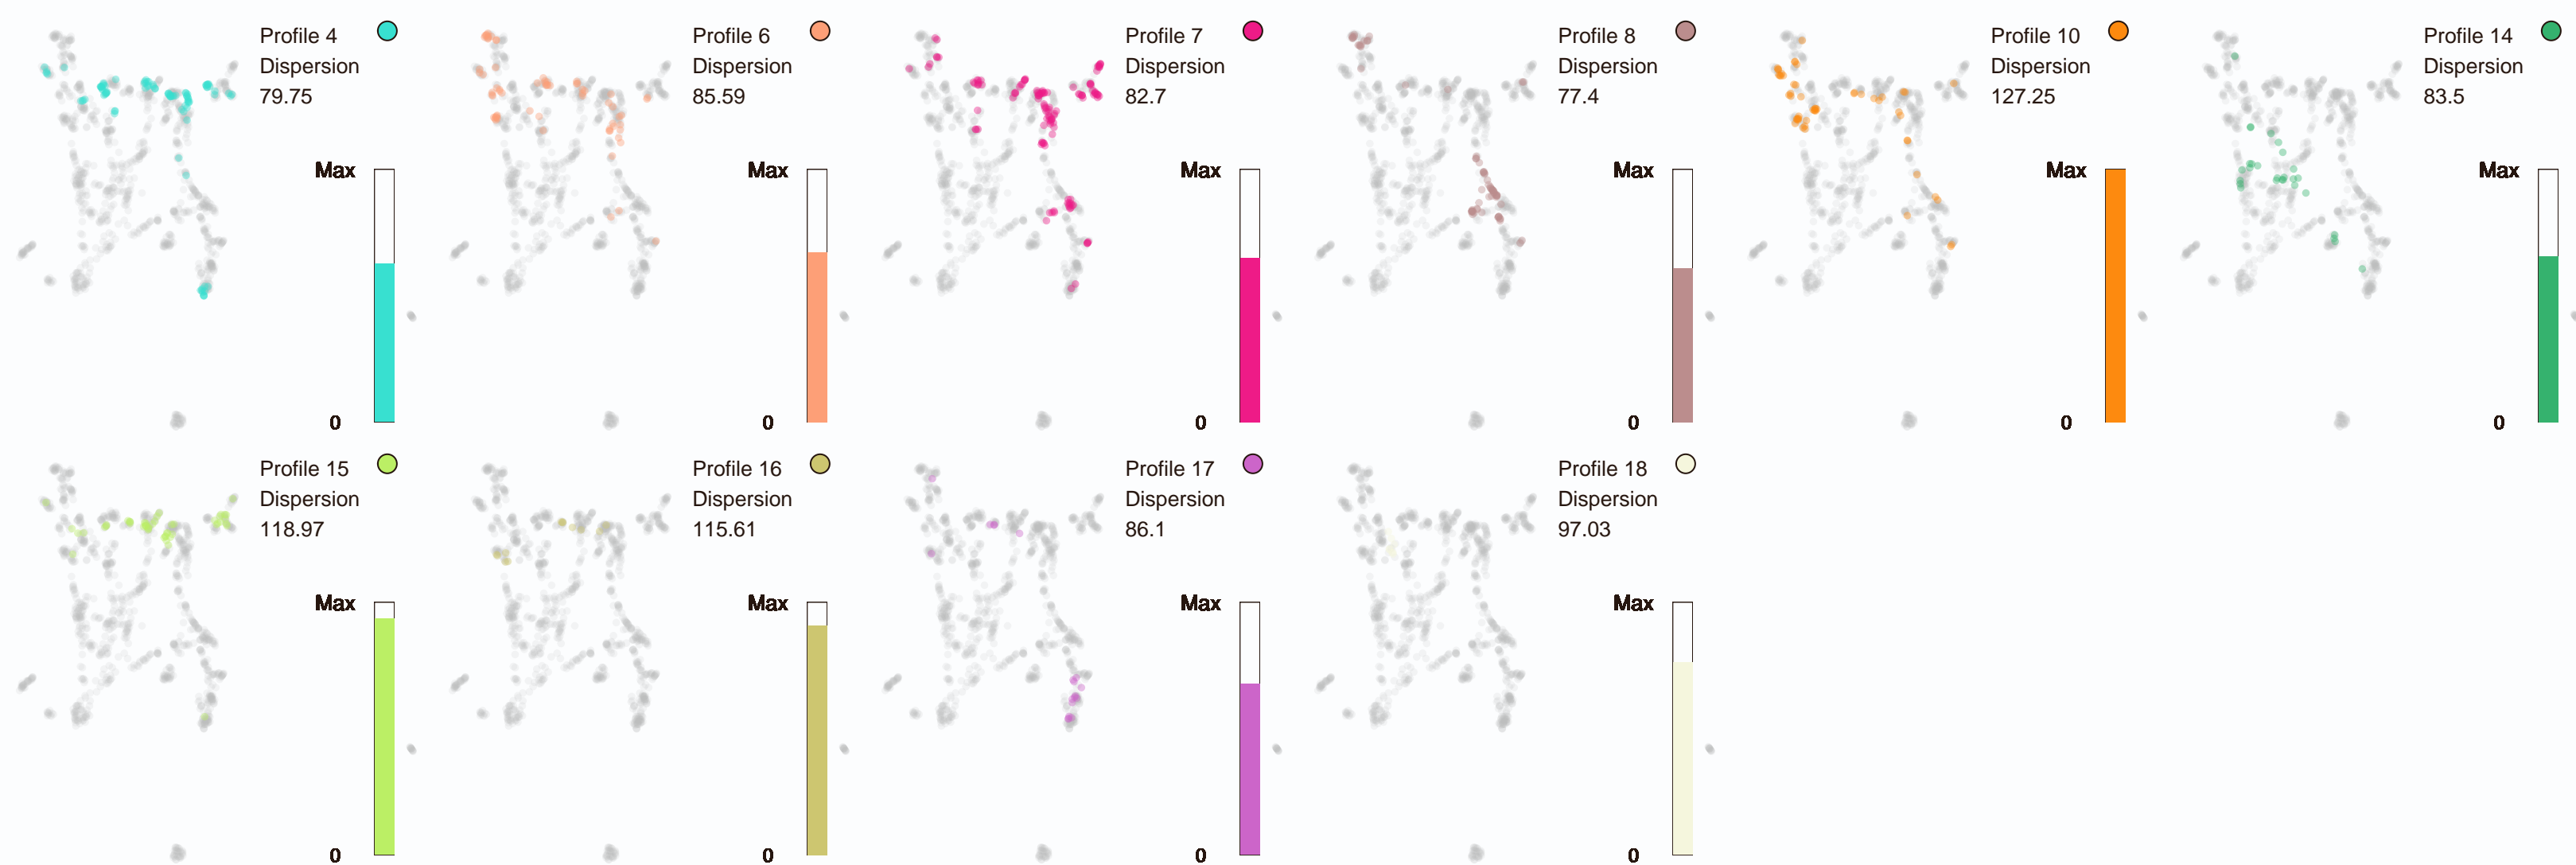 Profile 4
Dispersion
79.75
Max
0
Profile 6
Dispersion
85.59
Max
0
Profile 7
Dispersion
82.7
Max
0
Profile 8
Dispersion
77.4
Max
0
Profile 10
Dispersion
127.25
Max
0
Profile 14
Dispersion
83.5
Max
0
Profile 15
Dispersion
118.97
Max
0
Profile 16
Dispersion
115.61
Max
0
Profile 17
Dispersion
86.1
Max
0
Profile 18
Dispersion
97.03
Max
0